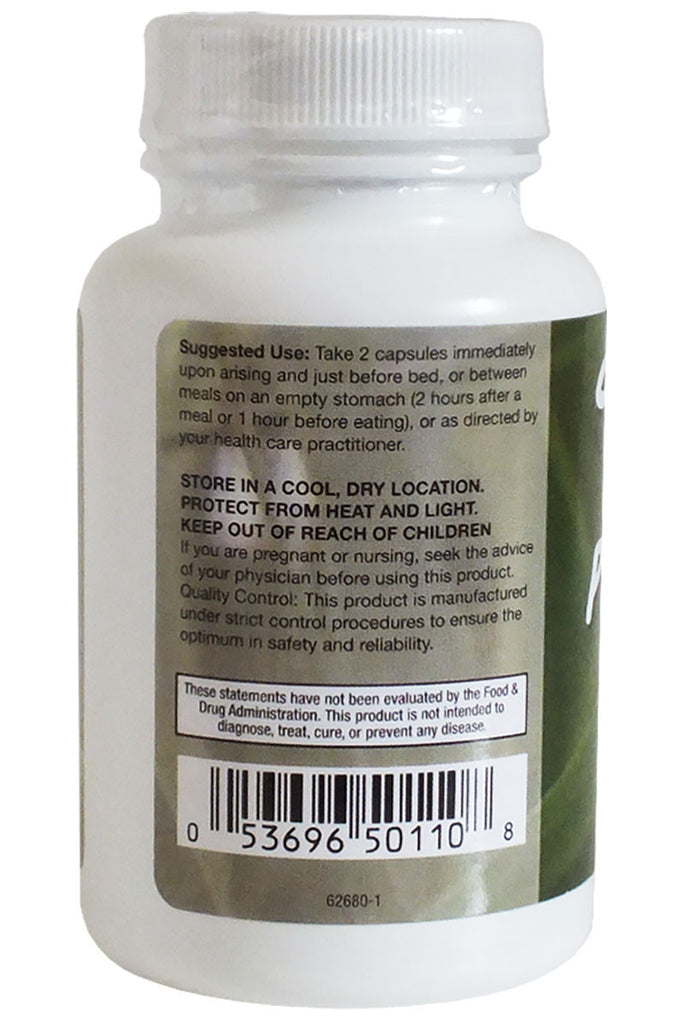 Suggested Use: Take 2 capsules immediately
upon arising and just before bed, or between
meals on an empty stomach (2 hours after a
meal or 1 hour before eating), or as directed by
your health care practitioner.
STORE IN A COOL, DRY LOCATION.
PROTECT FROM HEAT AND LIGHT.
KEEP OUT OF REACH OF CHILDREN
If you are pregnant or nursing, seek the advice
of your physician before using this product.
Quality Control: This product is manufactured
under strict control procedures to ensure the
optimum in safety and reliability.
These statements have not been evaluated by the Food &
Drug Administration. This product is not intended to
diagnose, treat, cure, or prevent any disease.
0 53696 50110 8
62680-1